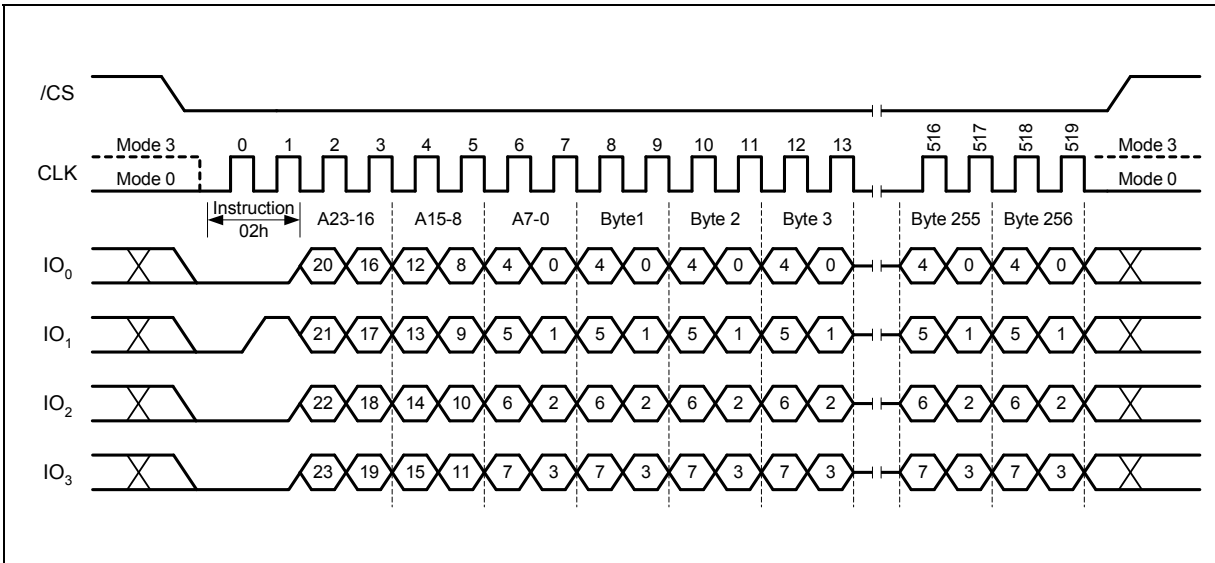 /CS
Mode 3 0 1 2 3 4 5 6 7 8 9 10 11 12 13 516 517 518 519 Mode 3
CLK
Mode 0 Mode 0
Instruction
02h
A23-16 A15-8 A7-0 Byte1 Byte 2 Byte 3 Byte 255 Byte 256
IO0 20 16 12 8 4 0 4 0 4 0 4 0 4 0 4 0
IO1 21 17 13 9 5 1 5 1 5 1 5 1 5 1 5 1
IO2 22 18 14 10 6 2 6 2 6 2 6 2 6 2 6 2
IO3 23 19 15 11 7 3 7 3 7 3 7 3 7 3 7 3